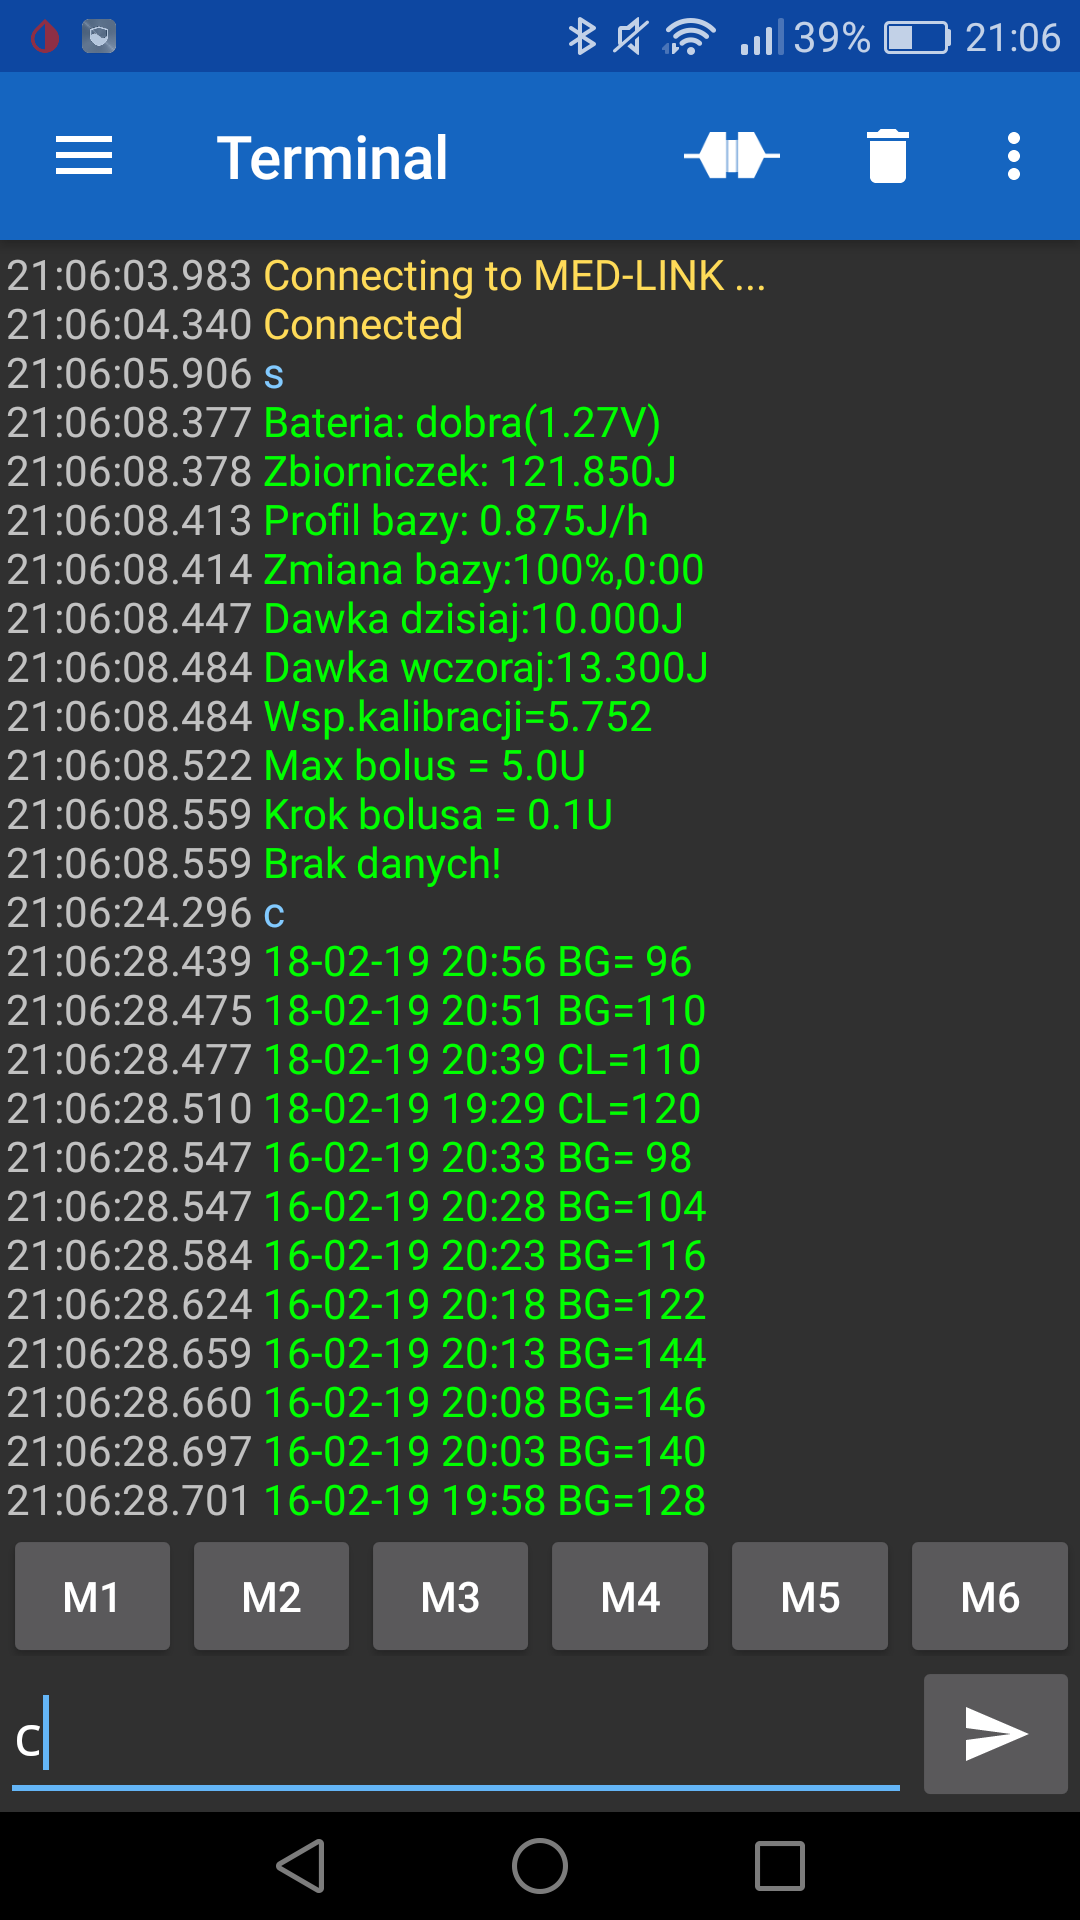 39% 21:06
Terminal
21:06:03.983 Connecting to MED-LINK ...
21:06:04.340 Connected
21:06:05.906 s
21:06:08.377 Bateria: dobra(1.27V)
21:06:08.378 Zbiorniczek: 121.850J
21:06:08.413 Profil bazy: 0.875J/h
21:06:08.414 Zmiana bazy:100%,0:00
21:06:08.447 Dawka dzisiaj:10.000J
21:06:08.484 Dawka wczoraj:13.300J
21:06:08.484 Wsp.kalibracji=5.752
21:06:08.522 Max bolus = 5.0U
21:06:08.559 Krok bolusa = 0.1U
21:06:08.559 Brak danych!
21:06:24.296 c
21:06:28.439 18-02-19 20:56 BG= 96
21:06:28.475 18-02-19 20:51 BG=110
21:06:28.477 18-02-19 20:39 CL=110
21:06:28.510 18-02-19 19:29 CL=120
21:06:28.547 16-02-19 20:33 BG= 98
21:06:28.547 16-02-19 20:28 BG=104
21:06:28.584 16-02-19 20:23 BG=116
21:06:28.624 16-02-19 20:18 BG=122
21:06:28.659 16-02-19 20:13 BG=144
21:06:28.660 16-02-19 20:08 BG=146
21:06:28.697 16-02-19 20:03 BG=140
21:06:28.701 16-02-19 19:58 BG=128
M1 M2 M3 M4 M5 M6
c